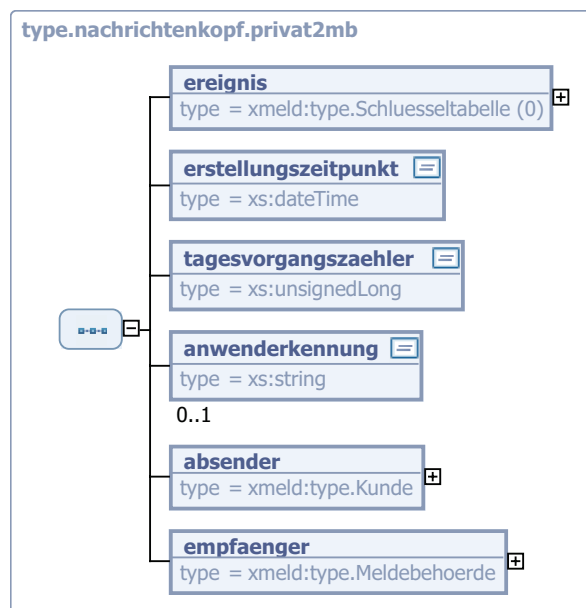 type.nachrichtenkopf.privat2mb
ereignis
type = xmeld:type.Schluesseltabelle (0)
erstellungszeitpunkt
type = xs:dateTime
tagesvorgangszaehler
type = xs:unsignedLong
anwenderkennung
type = xs:string
0..1
absender
type = xmeld:type.Kunde
empfaenger
type = xmeld:type.Meldebehoerde